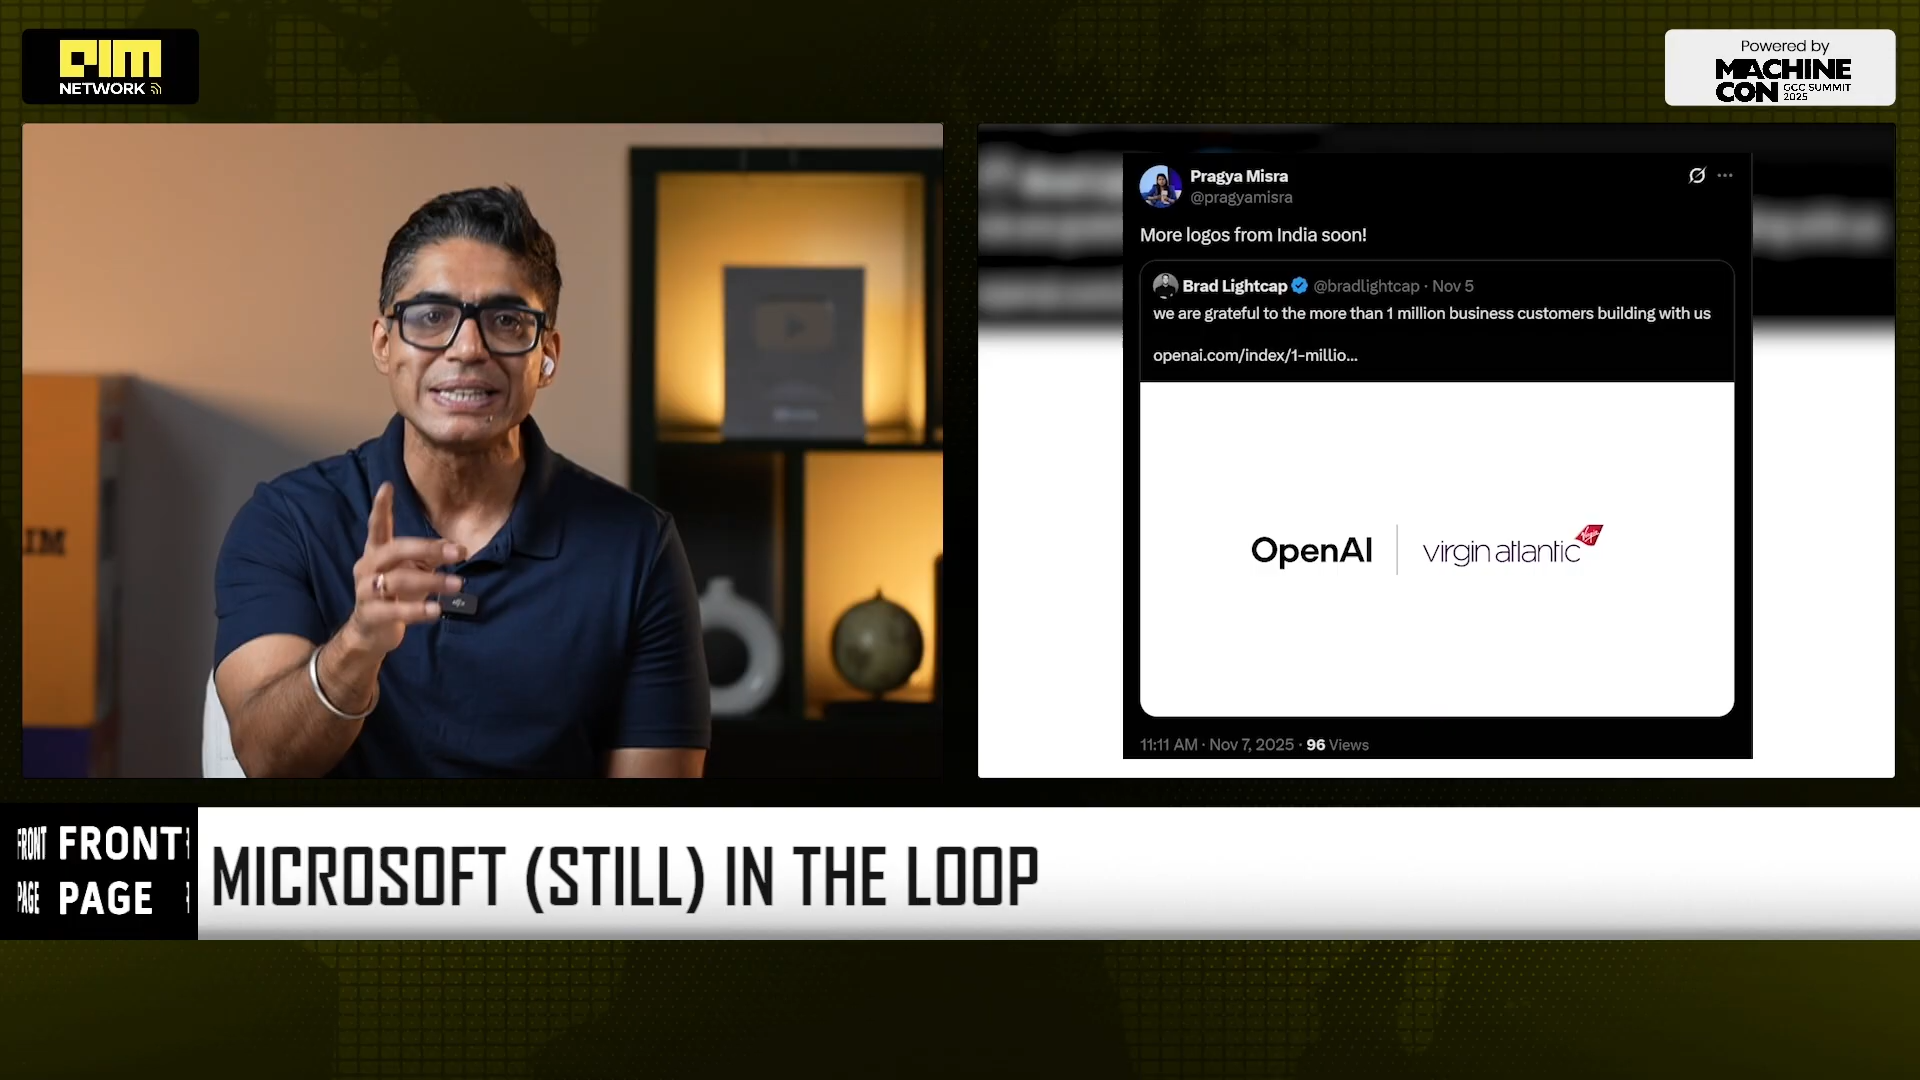 AIM
NETWORK
Powered by
MACHINE
CON GCC SUMMIT
2025
IM
Pragya Misra
@pragyamisra
More logos from India soon!
Brad Lightcap @bradlightcap · Nov 5
we are grateful to the more than 1 million business customers building with us
openai.com/index/1-millio...
OpenAI
virgin atlantic
11:11 AM · Nov 7, 2025 · 96 Views
FRONT FRONT
PAGE PAGE
MICROSOFT (STILL) IN THE LOOP